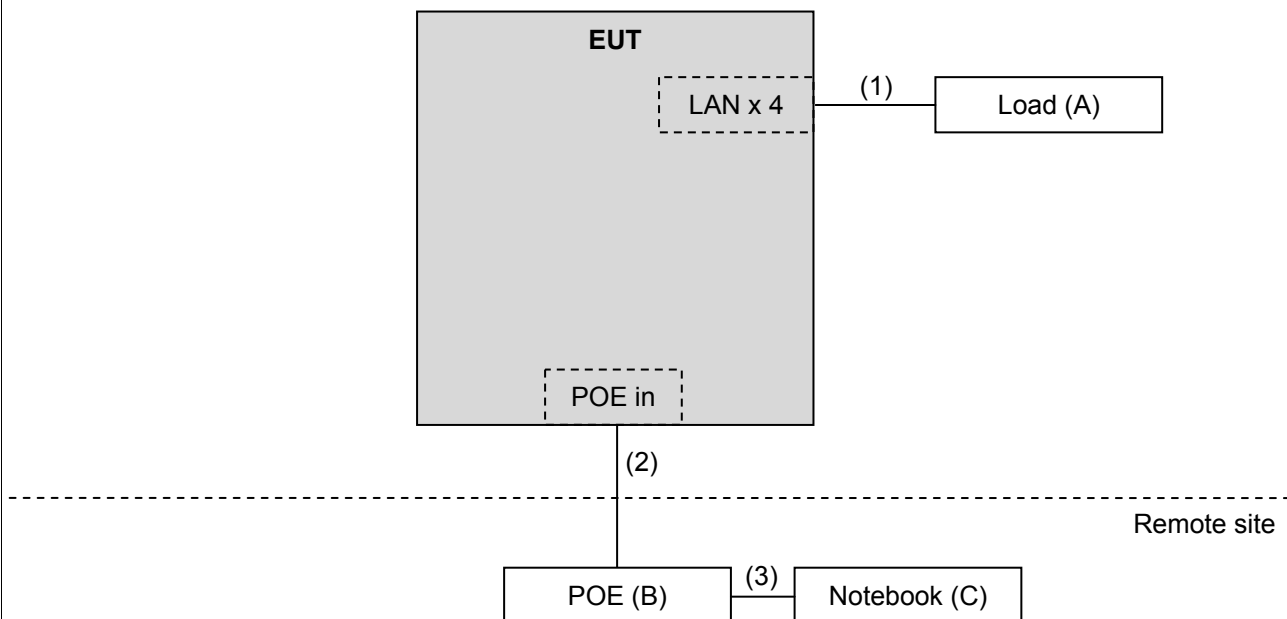 EUT
LAN x 4
(1)
Load (A)
POE in
(2)
Remote site
POE (B)
(3)
Notebook (C)